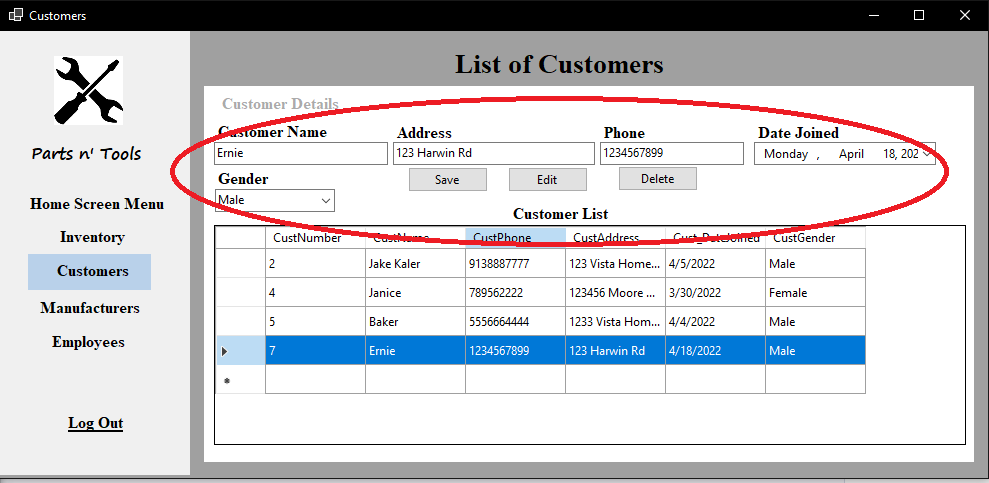 Customers
List of Customers
Parts n' Tools
Home Screen Menu
Inventory
Customers
Manufacturers
Employees
Log Out
Customer Details
Customer Name Address Phone Date Joined
Ernie 123 Harwin Rd 1234567899 Monday , April 18, 202
Gender
Save Edit Delete
Male
Customer List
CustNumber CustName CustPhone CustAddress Cust_DateJoined CustGender
2 Jake Kaler 9138887777 123 Vista Home... 4/5/2022 Male
4 Janice 789562222 123456 Moore ... 3/30/2022 Female
5 Baker 5556664444 1233 Vista Hom... 4/4/2022 Male
7 Ernie 1234567899 123 Harwin Rd 4/18/2022 Male